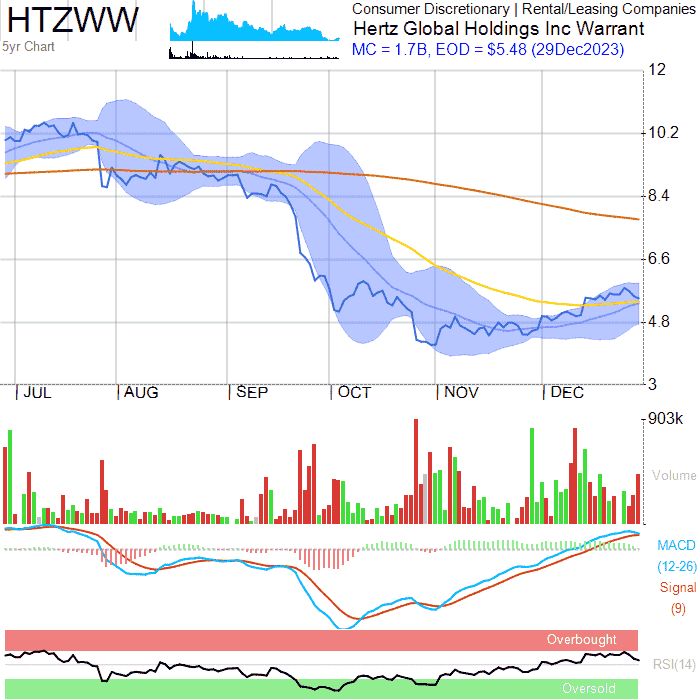 HTZWW
5yr Chart
Consumer Discretionary | Rental/Leasing Companies
Hertz Global Holdings Inc Warrant
MC = 1.7B, EOD = $5.48 (29Dec2023)
12
10.2
8.4
6.6
4.8
3
JUL AUG SEP OCT NOV DEC
903k
Volume
MACD
(12-26)
Signal
(9)
Overbought
RSI(14)
Oversold